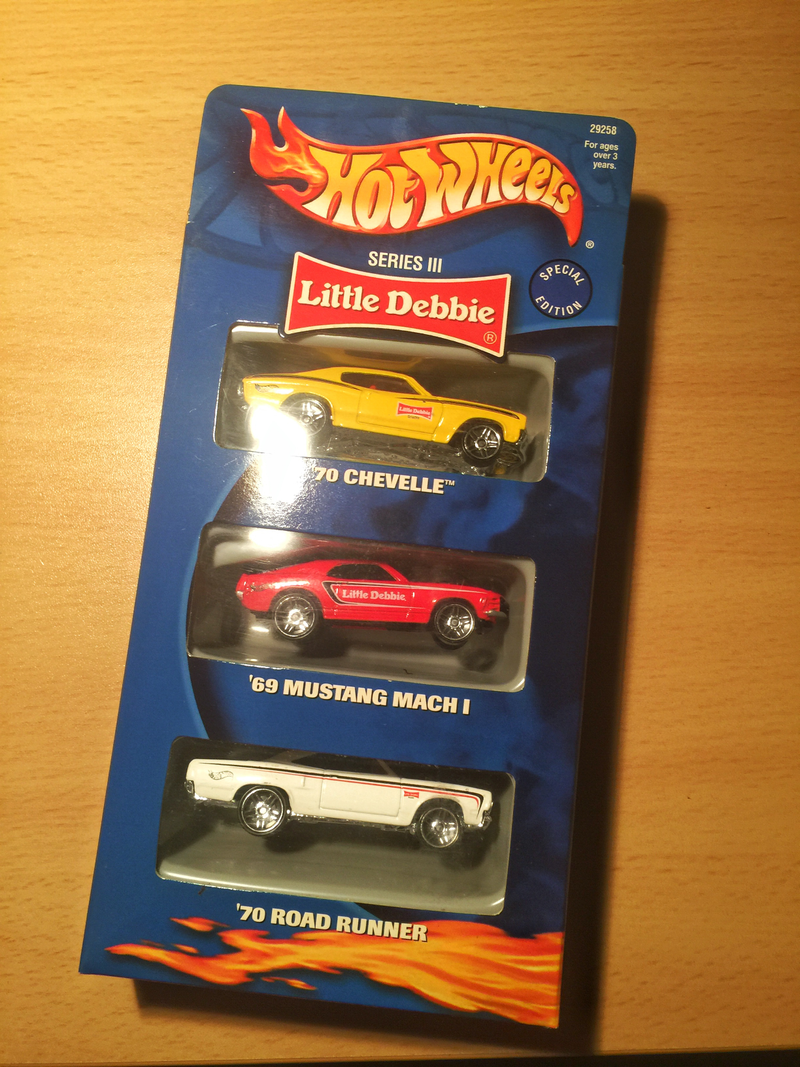 29258
For ages
over 3
years.
Hot Wheels
®
SERIES III
Little Debbie
®
SPECIAL
EDITION
Little Debbie
'70 CHEVELLE™
Little Debbie
'69 MUSTANG MACH I
'70 ROAD RUNNER